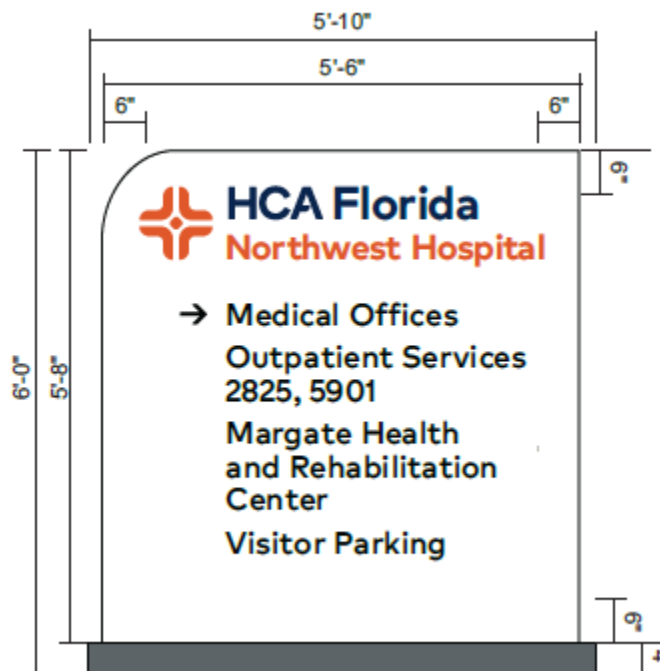 5'-10"
5'-6"
6" 6"
6"
HCA Florida
Northwest Hospital
→ Medical Offices
Outpatient Services
2825, 5901
6'-0" 5'-8"
Margate Health
and Rehabilitation
Center
Visitor Parking
6"